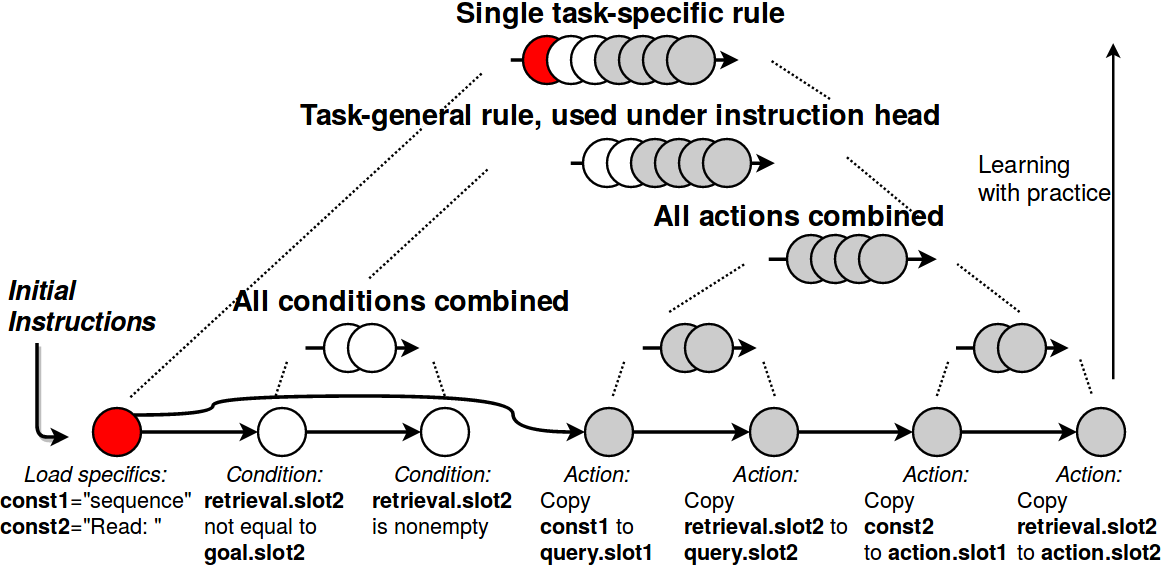 Single task-specific rule
Task-general rule, used under instruction head
Learning
with practice
All actions combined
Initial
Instructions
All conditions combined
Load specifics:
const1="sequence"
const2="Read: "
Condition:
retrieval.slot2
not equal to
goal.slot2
Condition:
retrieval.slot2
is nonempty
Action:
Copy
const1 to
query.slot1
Action:
Copy
retrieval.slot2 to
query.slot2
Action:
Copy
const2
to action.slot1
Action:
Copy
retrieval.slot2
to action.slot2